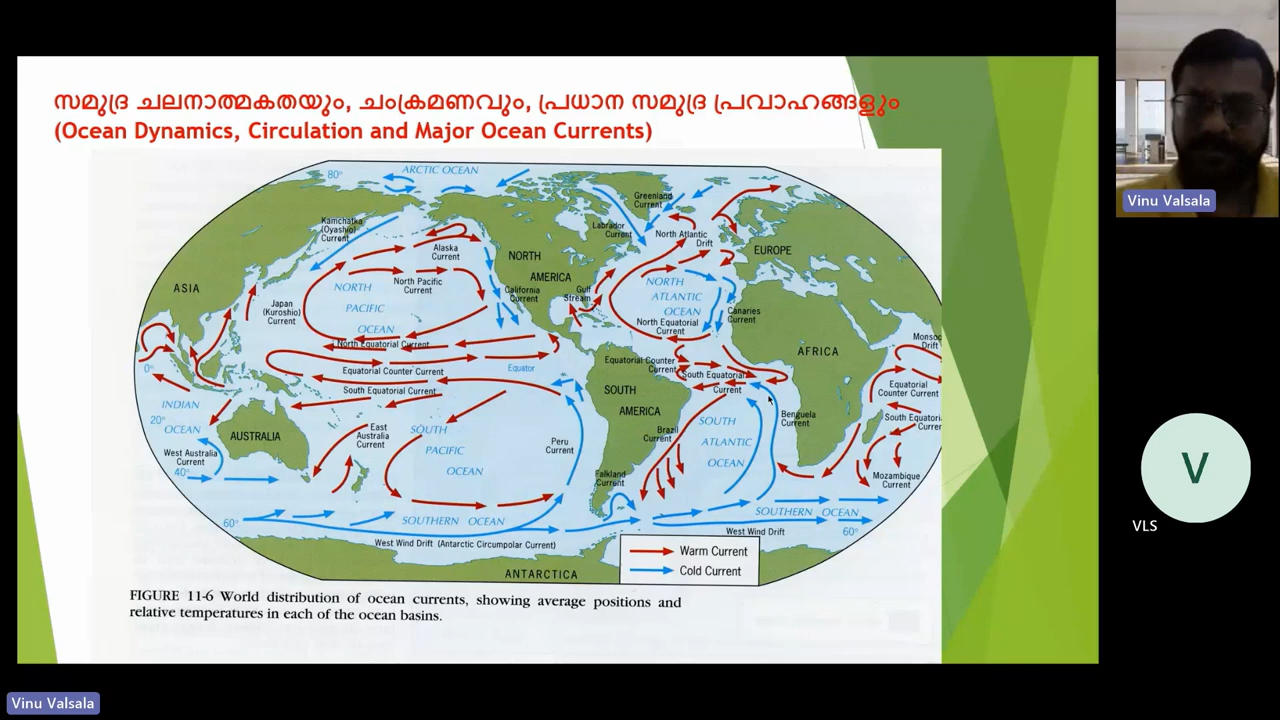 സമുദ്ര ചലനാത്മകതയും, ചംക്രമണവും, പ്രധാന സമുദ്ര പ്രവാഹങ്ങളും
(Ocean Dynamics, Circulation and Major Ocean Currents)
80°
ARCTIC OCEAN
Greenland
Current
Kamchatka
(Oyashio)
Current
Labrador
Current
North Atlantic
Drift
Alaska
Current
NORTH
AMERICA
EUROPE
ASIA
North Pacific
Current
NORTH
PACIFIC
OCEAN
California
Current
Gulf
Stream
NORTH
ATLANTIC
OCEAN
Japan
(Kuroshio)
Current
Canaries
Current
North Equatorial
Current
North Equatorial Current
AFRICA
Monsoo
Drift
0°
Equatorial Counter Current
Equator
Equatorial Counter
Current
South Equatorial
Current
South Equatorial Current
SOUTH
AMERICA
Equatorial
Counter Current
INDIAN
OCEAN
20°
South Equatori
Curren
AUSTRALIA
East
Australia
Current
SOUTH
PACIFIC
OCEAN
Peru
Current
Brazil
Current
SOUTH
ATLANTIC
OCEAN
Benguela
Current
West Australia
Current
40°
Falkland
Current
Mozambique
Current
60°
SOUTHERN OCEAN
SOUTHERN OCEAN
West Wind Drift
60°
West Wind Drift (Antarctic Circumpolar Current)
ANTARCTICA
Warm Current
Cold Current
FIGURE 11-6 World distribution of ocean currents, showing average positions and
relative temperatures in each of the ocean basins.
Vinu Valsala
V
VLS
Vinu Valsala